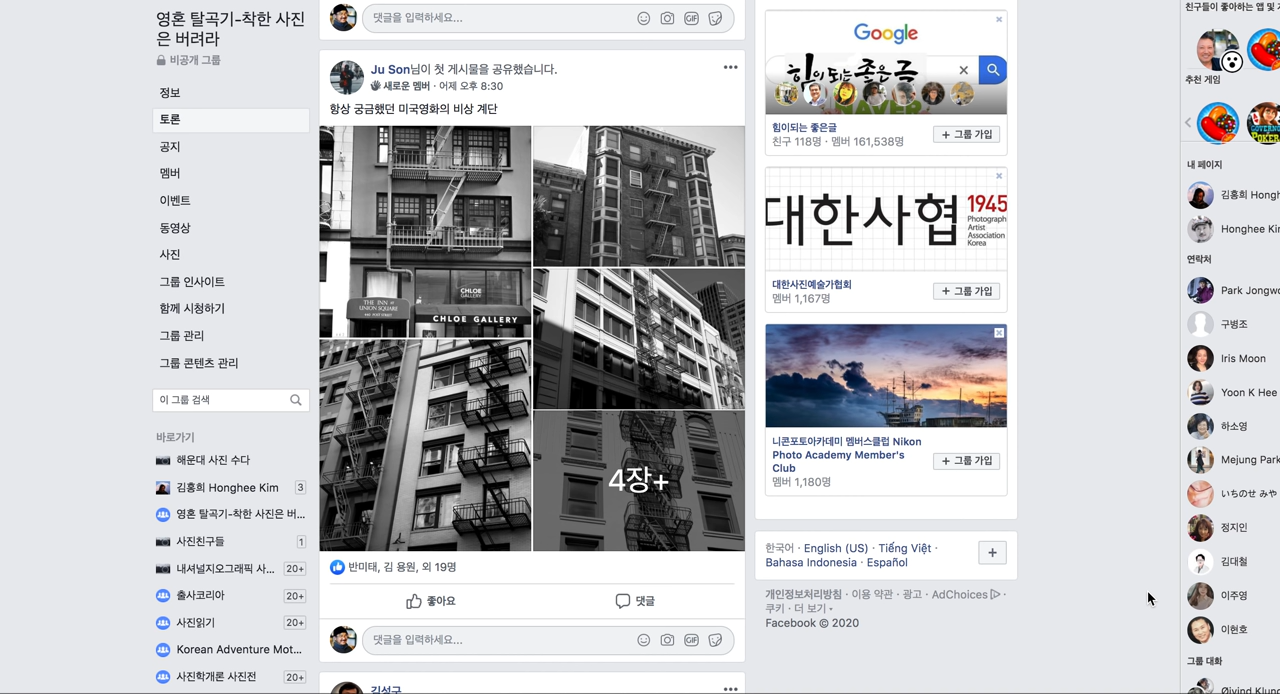 영혼 탈곡기-착한 사진
은 버려라
비공개 그룹
정보
토론
공지
멤버
이벤트
동영상
사진
그룹 인사이트
함께 시청하기
그룹 관리
그룹 콘텐츠 관리
이 그룹 검색
바로가기
해운대 사진 수다
김홍희 Honghee Kim 3
영혼 탈곡기-착한 사진은 버...
사진친구들 1
내셔널지오그래픽 사... 20+
출사코리아 20+
사진읽기 20+
Korean Adventure Mot...
사진학개론 사진전 20+
댓글을 입력하세요...
GIF
Ju Son님이 첫 게시물을 공유했습니다.
새로운 멤버 · 어제 오후 8:30
항상 궁금했던 미국영화의 비상 계단
THE INN at
UNION SQUARE
CHLOE
GALLERY
CHLOE GALLERY
4장+
반미태, 김 용원, 외 19명
좋아요
댓글
댓글을 입력하세요...
GIF
김성구
Google
힘이되는 좋은글
NAVER
힘이되는 좋은글
친구 118명 · 멤버 161,538명
+ 그룹 가입
대한사협
1945
Photograph
Artist
Association
Korea
대한사진예술가협회
멤버 1,167명
+ 그룹 가입
니콘포토아카데미 멤버스클럽 Nikon
Photo Academy Member's
Club
멤버 1,180명
+ 그룹 가입
한국어 · English (US) · Tiếng Việt ·
Bahasa Indonesia · Español
+
개인정보처리방침 · 이용 약관 · 광고 · AdChoices ·
쿠키 · 더 보기
Facebook © 2020
친구들이 좋아하는 앱 및
추천 게임
GOVERNOR
POKER
내 페이지
김홍희 Hongh
Honghee Kim
연락처
Park Jongwo
구병조
Iris Moon
Yoon K Hee
하소영
Mejung Park
いちのせ みや
정지인
김대철
이주영
이현호
그룹 대화
Øivind Klung